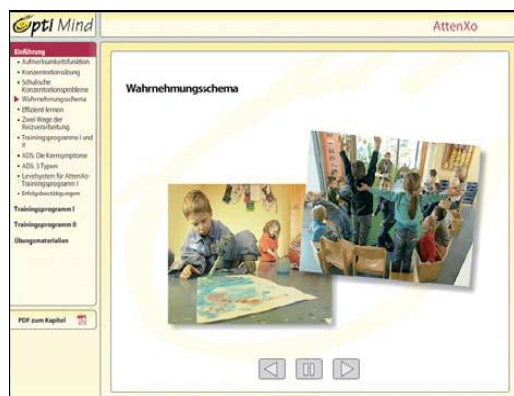 Opti Mind
AttenXo
Einführung
• Aufmerksamkeitsfunktion
• Konzentrationsübung
• Schulische
Konzentrationsprobleme
Wahrnehmungsschema
• Effizient lernen
• Zwei Wege der
Reizverarbeitung
• Trainingsprogramme I und
II
• ADS: Die Kernsymptome
• ADS: 3 Typen
• Levelsystem für AttenXo-
Trainingsprogramm I
• Erfolgsbestätigungen
Trainingsprogramm I
Trainingsprogramm II
Übungsmaterialien
PDF zum Kapitel
Wahrnehmungsschema